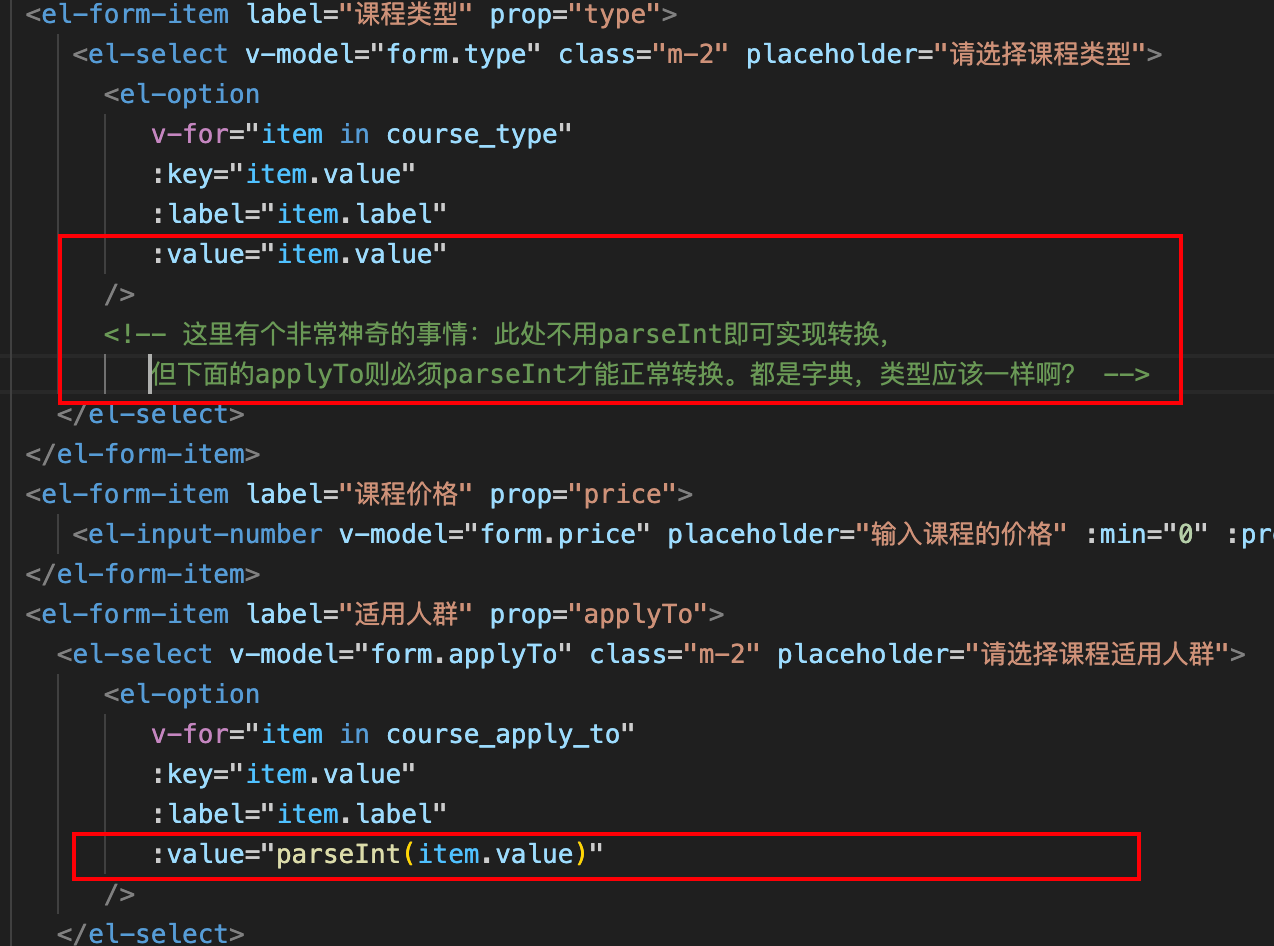 <el-form-item label="课程类型" prop="type">
<el-select v-model="form.type" class="m-2" placeholder="请选择课程类型">
<el-option
v-for="item in course_type"
:key="item.value"
:label="item.label"
:value="item.value"
/>
<!-- 这里有个非常神奇的事情：此处不用parseInt即可实现转换，
但下面的applyTo则必须parseInt才能正常转换。都是字典，类型应该一样啊？ -->
</el-select>
</el-form-item>
<el-form-item label="课程价格" prop="price">
<el-input-number v-model="form.price" placeholder="输入课程的价格" :min="0" :pr
</el-form-item>
<el-form-item label="适用人群" prop="applyTo">
<el-select v-model="form.applyTo" class="m-2" placeholder="请选择课程适用人群">
<el-option
v-for="item in course_apply_to"
:key="item.value"
:label="item.label"
:value="parseInt(item.value)"
/>
</el-select>